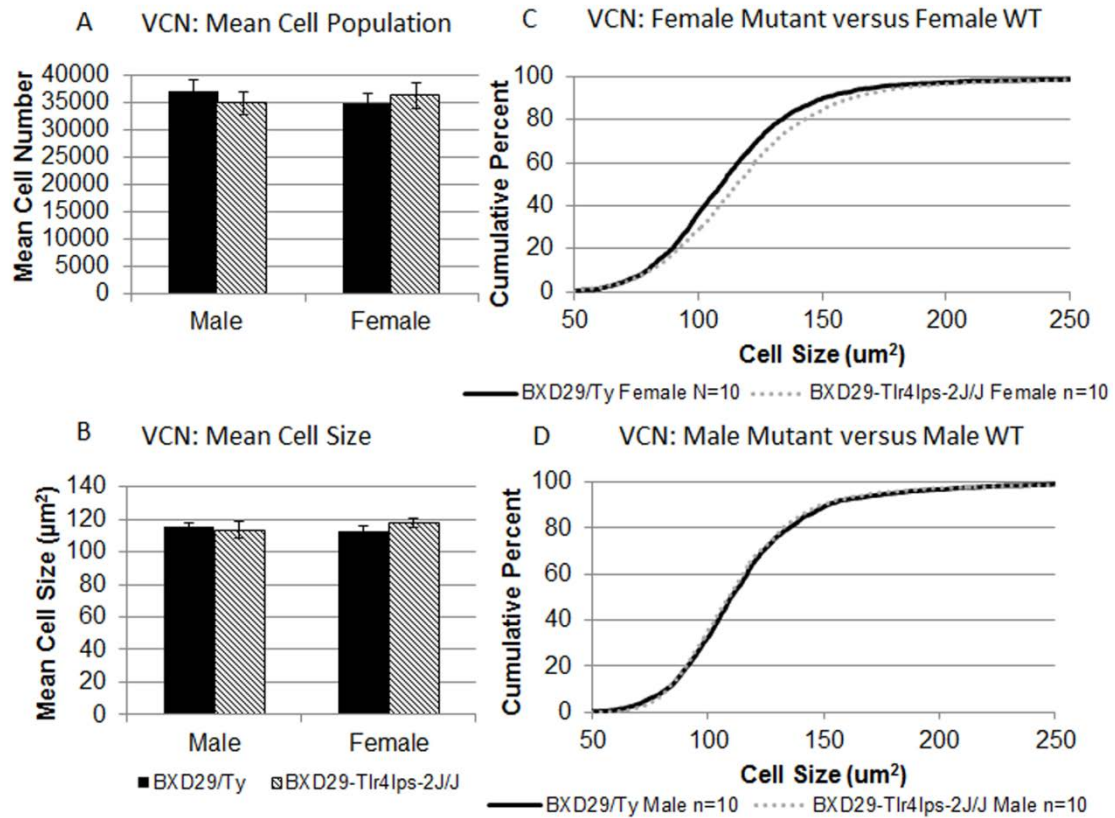 A VCN: Mean Cell Population
Mean Cell Number
40000
35000
30000
25000
20000
15000
10000
5000
0
Male Female
B VCN: Mean Cell Size
Mean Cell Size (µm²)
140
120
100
80
60
40
20
0
Male Female
BXD29/Ty BXD29-Tlr4lps-2J/J
C VCN: Female Mutant versus Female WT
Cumulative Percent
100
80
60
40
20
0
50 100 150 200 250
Cell Size (um²)
BXD29/Ty Female N=10 BXD29-Tlr4lps-2J/J Female n=10
D VCN: Male Mutant versus Male WT
Cumulative Percent
100
80
60
40
20
0
50 100 150 200 250
Cell Size (um²)
BXD29/Ty Male n=10 BXD29-Tlr4lps-2J/J Male n=10